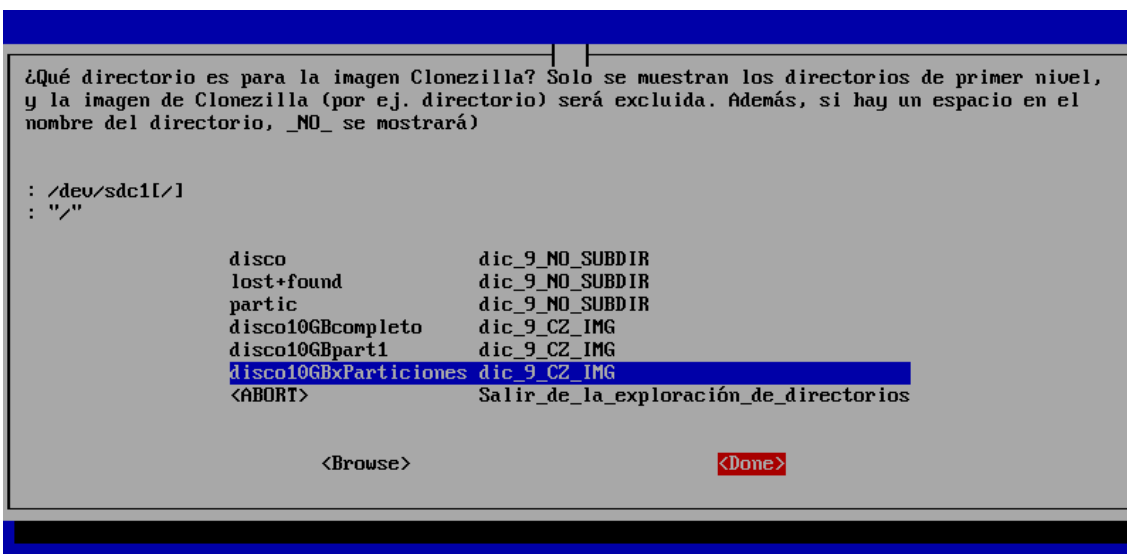 ¿Qué directorio es para la imagen Clonezilla? Solo se muestran los directorios de primer nivel,
y la imagen de Clonezilla (por ej. directorio) será excluida. Además, si hay un espacio en el
nombre del directorio, _NO_ se mostrará)
: /dev/sdc1[/]
: "/"
disco dic_9_NO_SUBDIR
lost+found dic_9_NO_SUBDIR
partic dic_9_NO_SUBDIR
disco10GBcompleto dic_9_CZ_IMG
disco10GBpart1 dic_9_CZ_IMG
disco10GBxParticiones dic_9_CZ_IMG
<ABORT> Salir_de_la_exploración_de_directorios
<Browse> <Done>